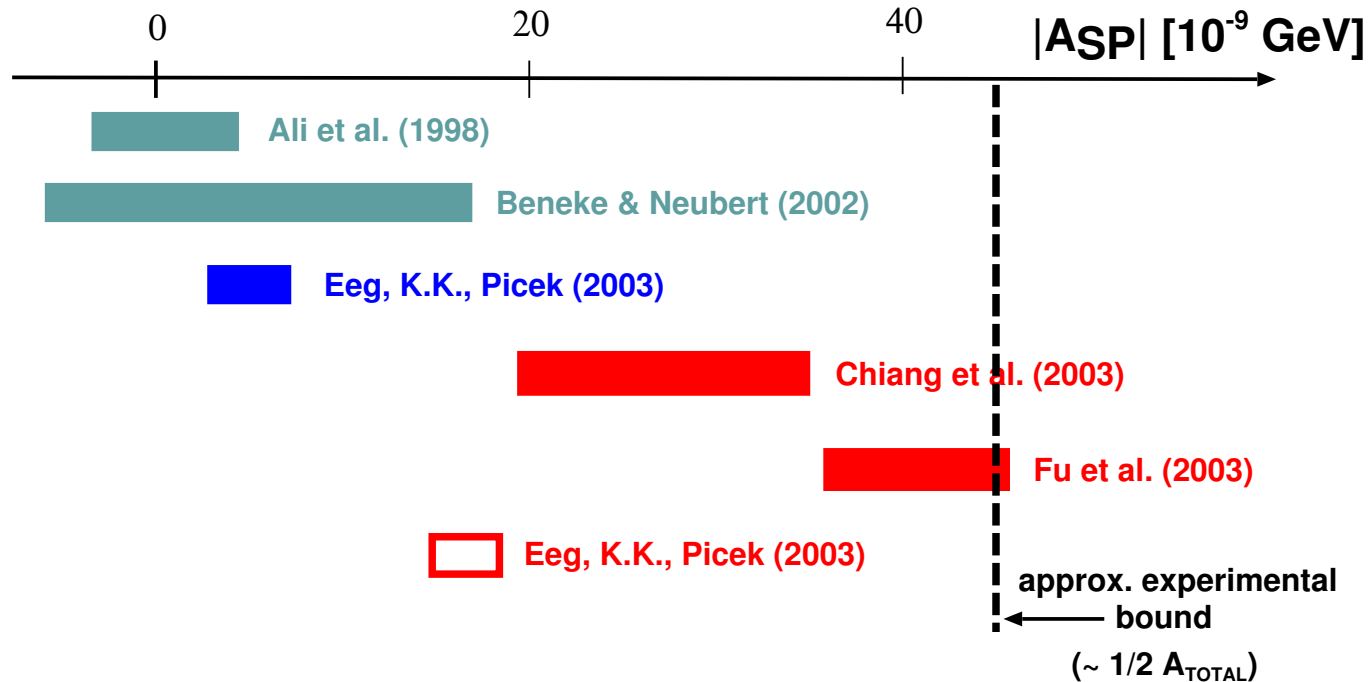 0 20 40 |ASP| [10⁻⁹ GeV]
Ali et al. (1998)
Beneke & Neubert (2002)
Eeg, K.K., Picek (2003)
Chiang et al. (2003)
Fu et al. (2003)
Eeg, K.K., Picek (2003)
approx. experimental
bound
(~ 1/2 ATOTAL)